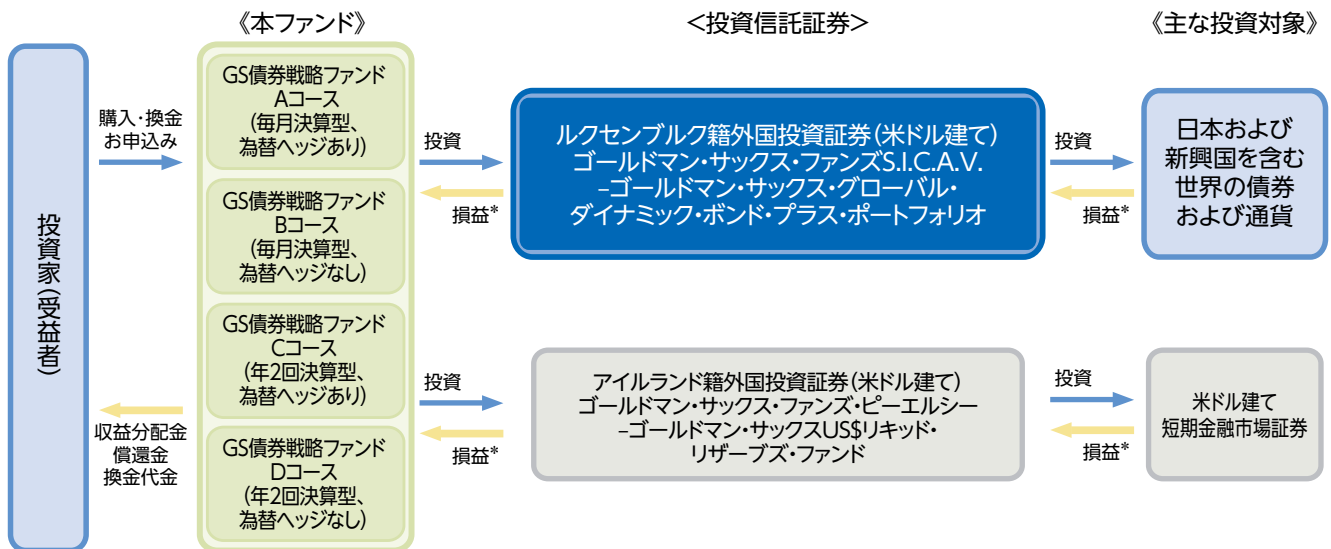 《本ファンド》
<投資信託証券>
《主な投資対象》
投資家(受益者)
購入・換金
お申込み
収益分配金
償還金
換金代金
GS債券戦略ファンド
Aコース
(毎月決算型、
為替ヘッジあり)
GS債券戦略ファンド
Bコース
(毎月決算型、
為替ヘッジなし)
GS債券戦略ファンド
Cコース
(年2回決算型、
為替ヘッジあり)
GS債券戦略ファンド
Dコース
(年2回決算型、
為替ヘッジなし)
投資
損益*
ルクセンブルク籍外国投資証券(米ドル建て)
ゴールドマン・サックス・ファンズS.I.C.A.V.
–ゴールドマン・サックス・グローバル・
ダイナミック・ボンド・プラス・ポートフォリオ
投資
損益*
日本および
新興国を含む
世界の債券
および通貨
投資
損益*
アイルランド籍外国投資証券(米ドル建て)
ゴールドマン・サックス・ファンズ・ピーエルシー
–ゴールドマン・サックスUS$リキッド・
リザーブズ・ファンド
投資
損益*
米ドル建て
短期金融市場証券